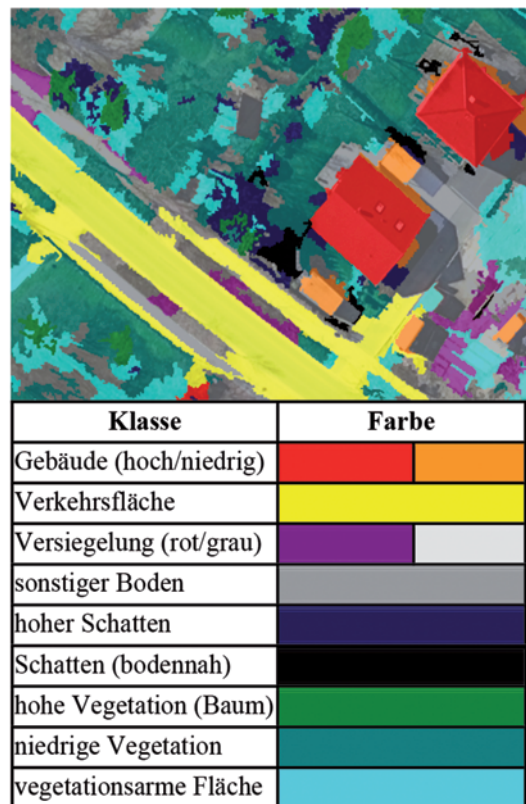 Klasse Farbe
Gebäude (hoch/niedrig)
Verkehrsfläche
Versiegelung (rot/grau)
sonstiger Boden
hoher Schatten
Schatten (bodennah)
hohe Vegetation (Baum)
niedrige Vegetation
vegetationsarme Fläche